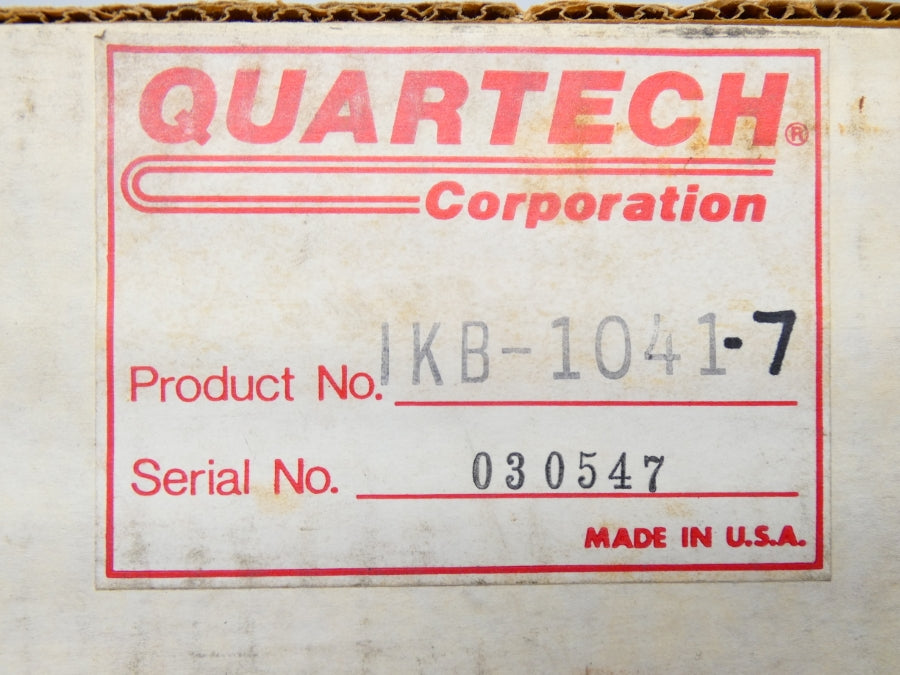 QUARTECH®
Corporation
Product No. IKB-1041-7
Serial No. 030547
MADE IN U.S.A.